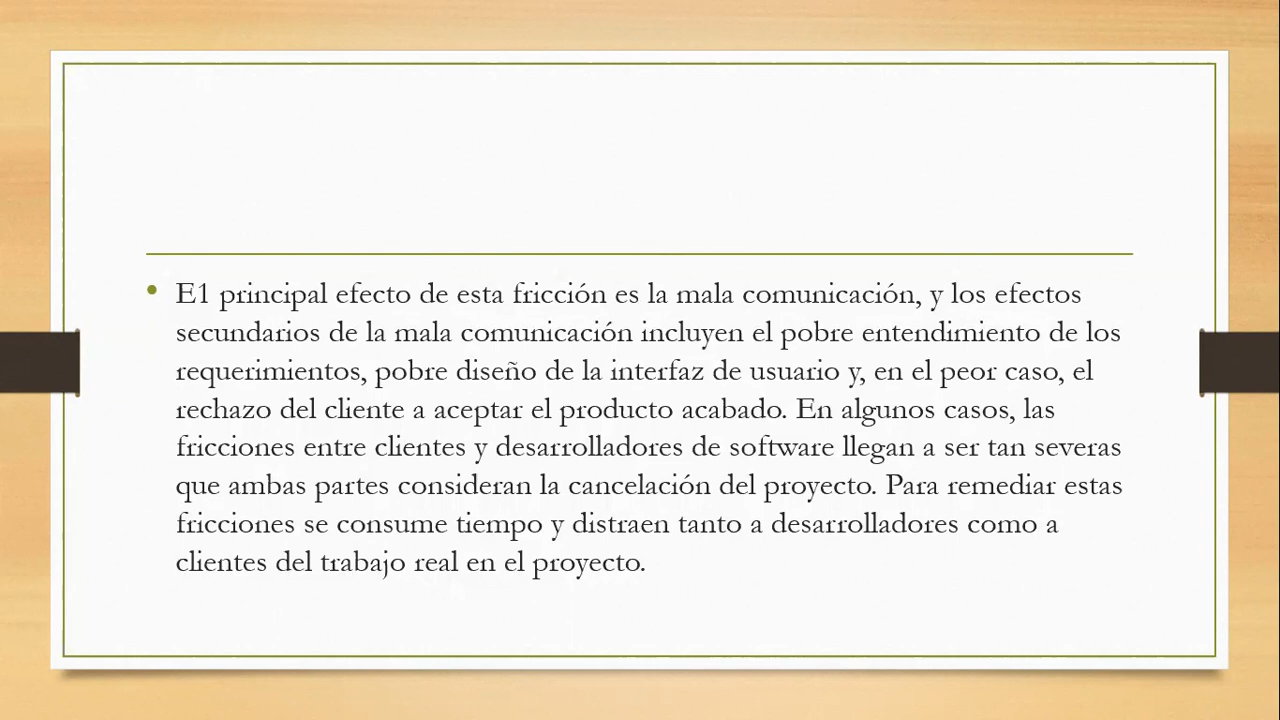 • E1 principal efecto de esta fricción es la mala comunicación, y los efectos
secundarios de la mala comunicación incluyen el pobre entendimiento de los
requerimientos, pobre diseño de la interfaz de usuario y, en el peor caso, el
rechazo del cliente a aceptar el producto acabado. En algunos casos, las
fricciones entre clientes y desarrolladores de software llegan a ser tan severas
que ambas partes consideran la cancelación del proyecto. Para remediar estas
fricciones se consume tiempo y distraen tanto a desarrolladores como a
clientes del trabajo real en el proyecto.